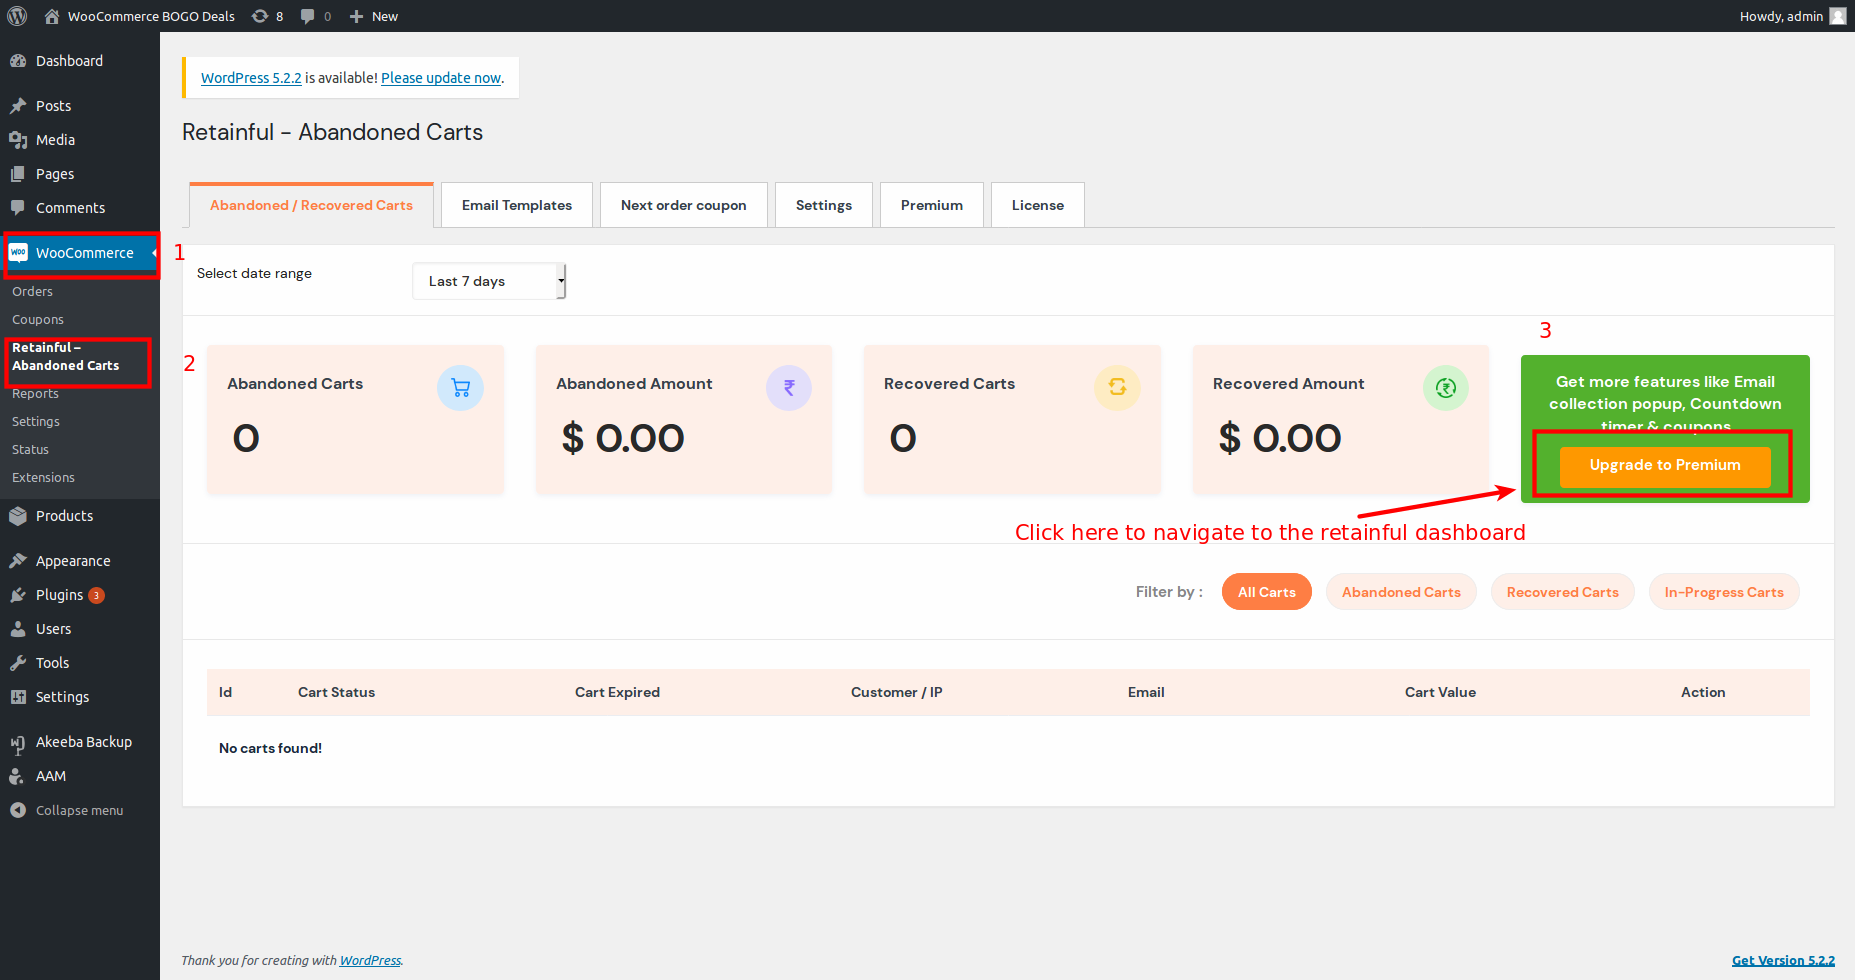 WooCommerce BOGO Deals 8 0 New Howdy, admin
Dashboard
Posts
Media
Pages
Comments
WooCommerce
Orders
Coupons
Retainful –
Abandoned Carts
Reports
Settings
Status
Extensions
Products
Appearance
Plugins 3
Users
Tools
Settings
Akeeba Backup
AAM
Collapse menu
WordPress 5.2.2 is available! Please update now.
Retainful - Abandoned Carts
Abandoned / Recovered Carts Email Templates Next order coupon Settings Premium License
1
Select date range Last 7 days
2
3
Abandoned Carts
0
Abandoned Amount
$ 0.00
Recovered Carts
0
Recovered Amount
$ 0.00
Get more features like Email
collection popup, Countdown
timer & coupons
Upgrade to Premium
Click here to navigate to the retainful dashboard
Filter by : All Carts Abandoned Carts Recovered Carts In-Progress Carts
Id Cart Status Cart Expired Customer / IP Email Cart Value Action
No carts found!
Thank you for creating with WordPress. Get Version 5.2.2